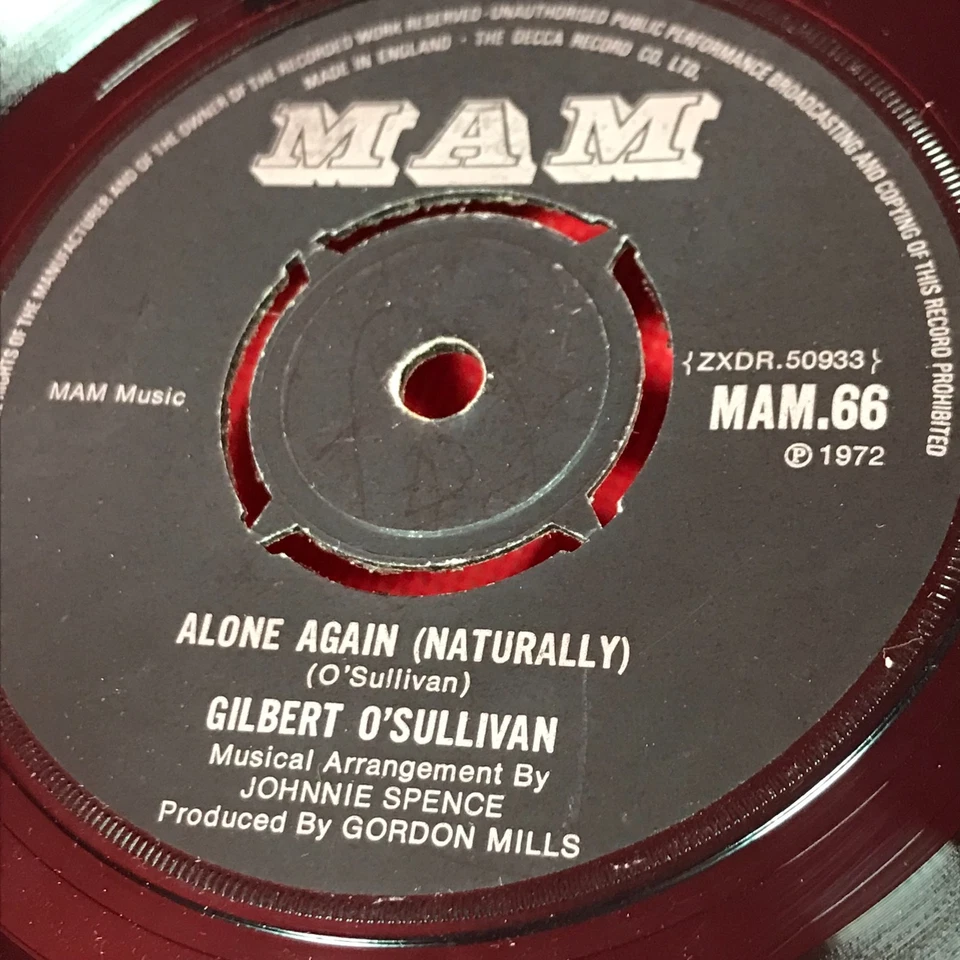 RIGHTS OF THE MANUFACTURER AND OF THE OWNER OF THE RECORDED WORK RESERVED · UNAUTHORISED PUBLIC PERFORMANCE BROADCASTING AND COPYING OF THIS RECORD PROHIBITED
MADE IN ENGLAND · THE DECCA RECORD CO. LTD.
MAM
MAM Music
{ZXDR.50933}
MAM.66
℗ 1972
ALONE AGAIN (NATURALLY)
(O'Sullivan)
GILBERT O'SULLIVAN
Musical Arrangement By
JOHNNIE SPENCE
Produced By GORDON MILLS